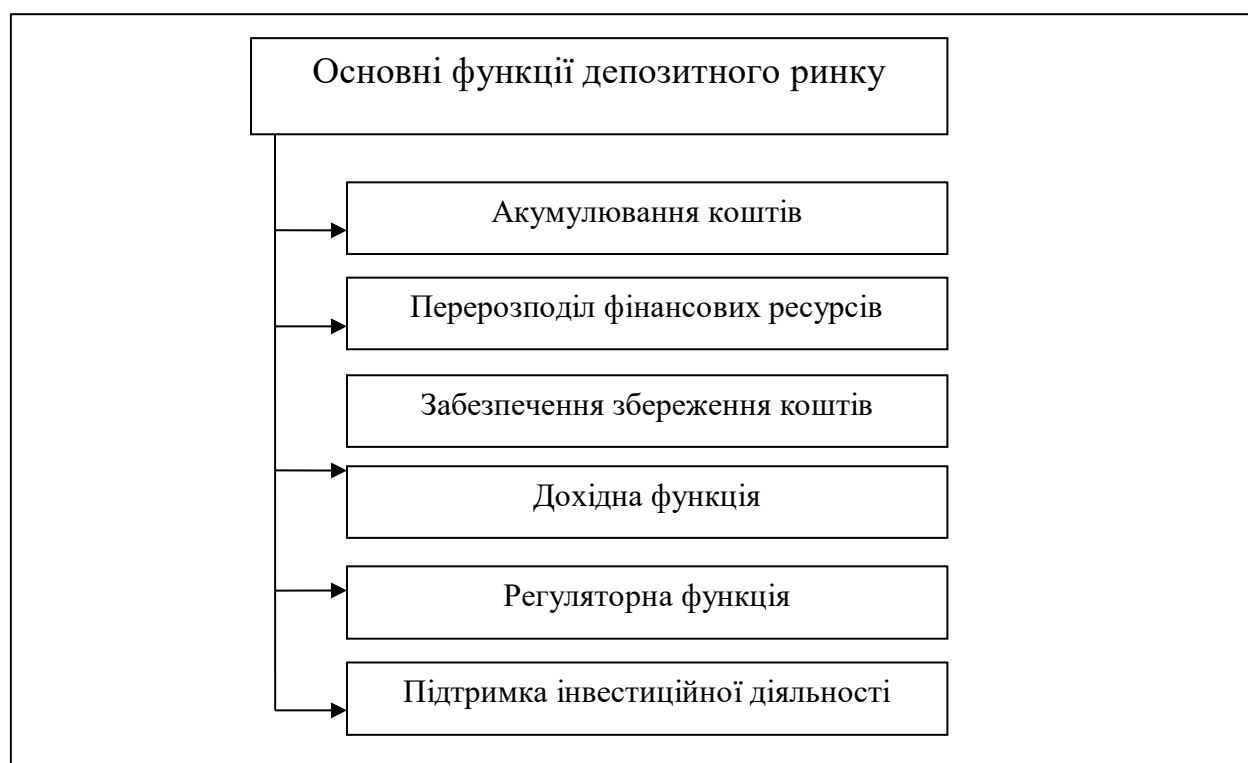 Основні функції депозитного ринку
Акумулювання коштів
Перерозподіл фінансових ресурсів
Забезпечення збереження коштів
Дохідна функція
Регуляторна функція
Підтримка інвестиційної діяльності